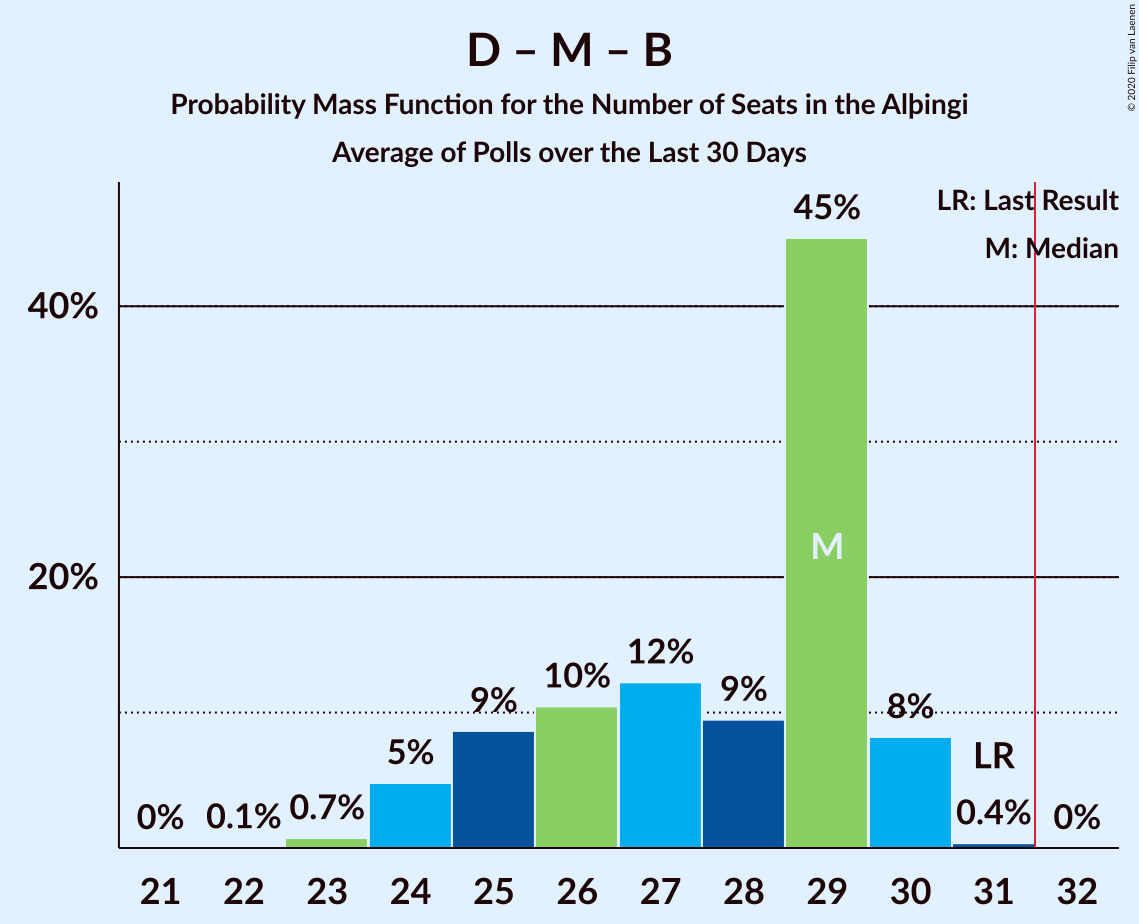 D – M – B
Probability Mass Function for the Number of Seats in the Alþingi
Average of Polls over the Last 30 Days
© 2020 Filip van Laenen
LR: Last Result
M: Median
40%
20%
0%
0.1%
0.7%
5%
9%
10%
12%
9%
45%
M
8%
LR
0.4%
0%
21 22 23 24 25 26 27 28 29 30 31 32